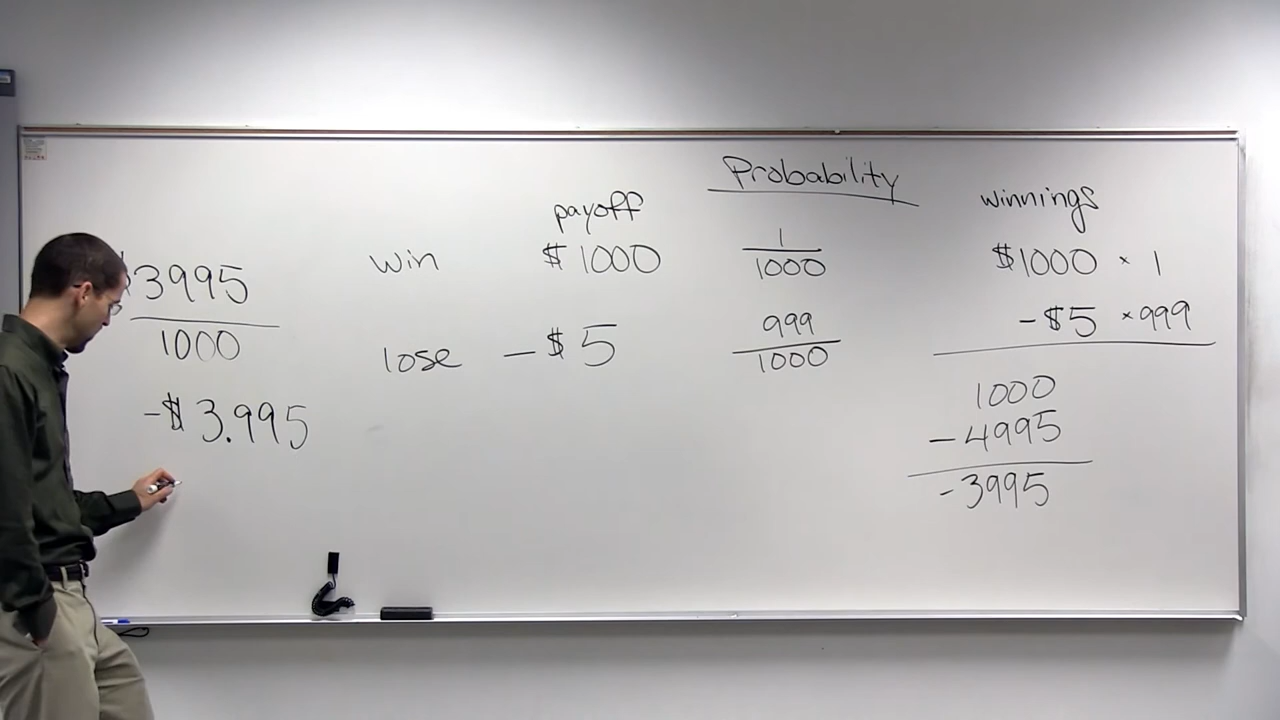 Probability
payoff
winnings
win $1000 1/1000 $1000 × 1
lose -$5 999/1000 -$5 × 999
1000
-4995
-3995
$3995
1000
-$3.995